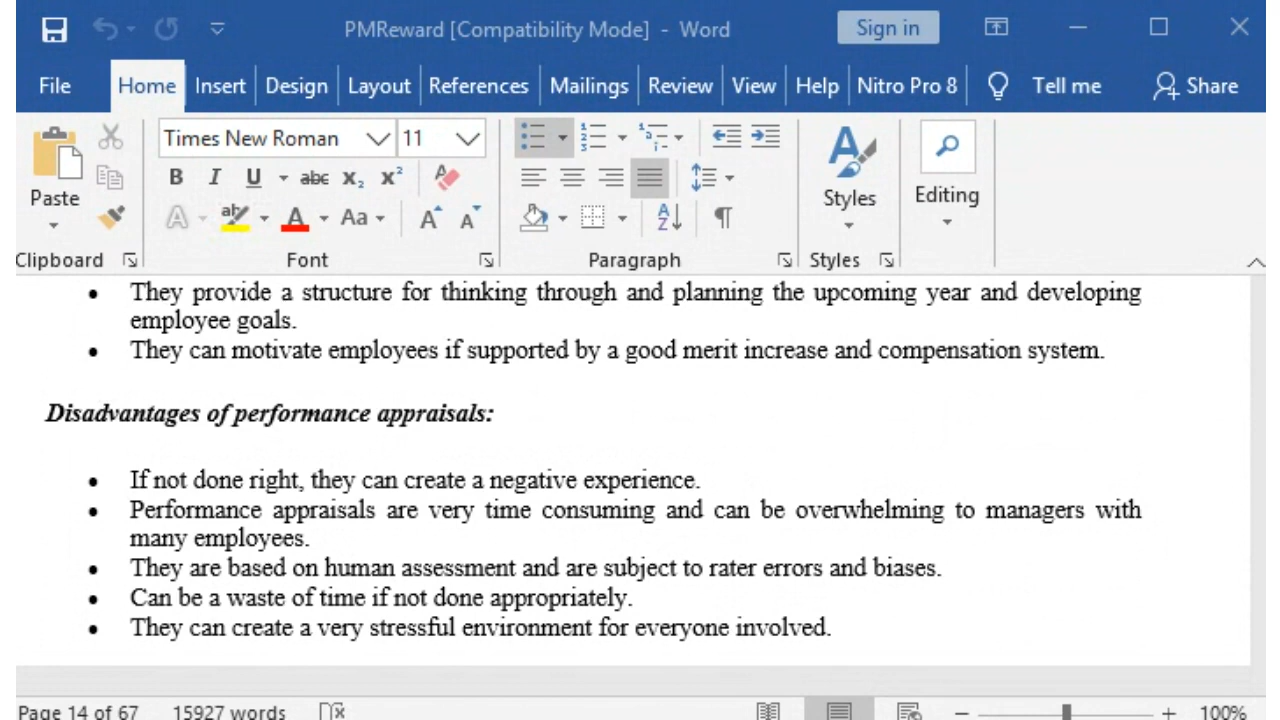 PMReward [Compatibility Mode] - Word
Sign in
File Home Insert Design Layout References Mailings Review View Help Nitro Pro 8 Tell me Share
Times New Roman 11
Paste
B I U abc X₂ X²
A ab A Aa A A
Styles
Editing
Clipboard Font Paragraph Styles
• They provide a structure for thinking through and planning the upcoming year and developing
employee goals.
• They can motivate employees if supported by a good merit increase and compensation system.
Disadvantages of performance appraisals:
• If not done right, they can create a negative experience.
• Performance appraisals are very time consuming and can be overwhelming to managers with
many employees.
• They are based on human assessment and are subject to rater errors and biases.
• Can be a waste of time if not done appropriately.
• They can create a very stressful environment for everyone involved.
Page 14 of 67 15927 words 100%